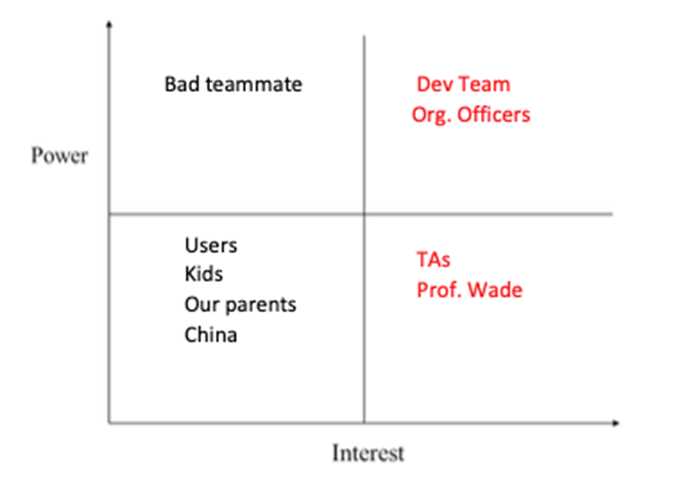 Bad teammate
Dev Team
Org. Officers
Power
Users
Kids
Our parents
China
TAs
Prof. Wade
Interest